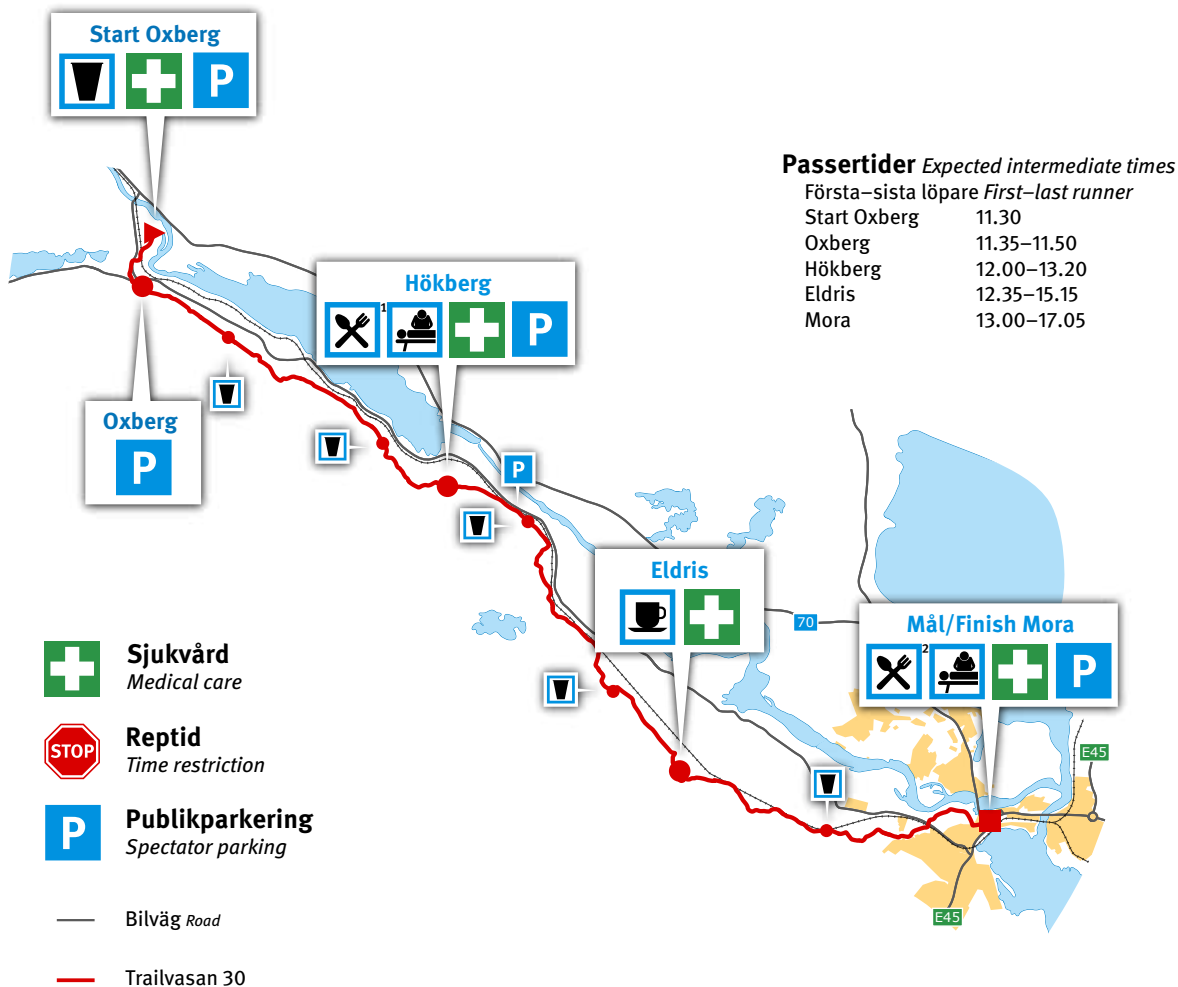 Start Oxberg
P
Passertider Expected intermediate times
Första–sista löpare First–last runner
Start Oxberg 11.30
Oxberg 11.35–11.50
Hökberg 12.00–13.20
Eldris 12.35–15.15
Mora 13.00–17.05
Hökberg
1
P
Oxberg
P
P
Eldris
70
Mål/Finish Mora
2
P
E45
E45
Sjukvård
Medical care
STOP
Reptid
Time restriction
P
Publikparkering
Spectator parking
Bilväg Road
Trailvasan 30